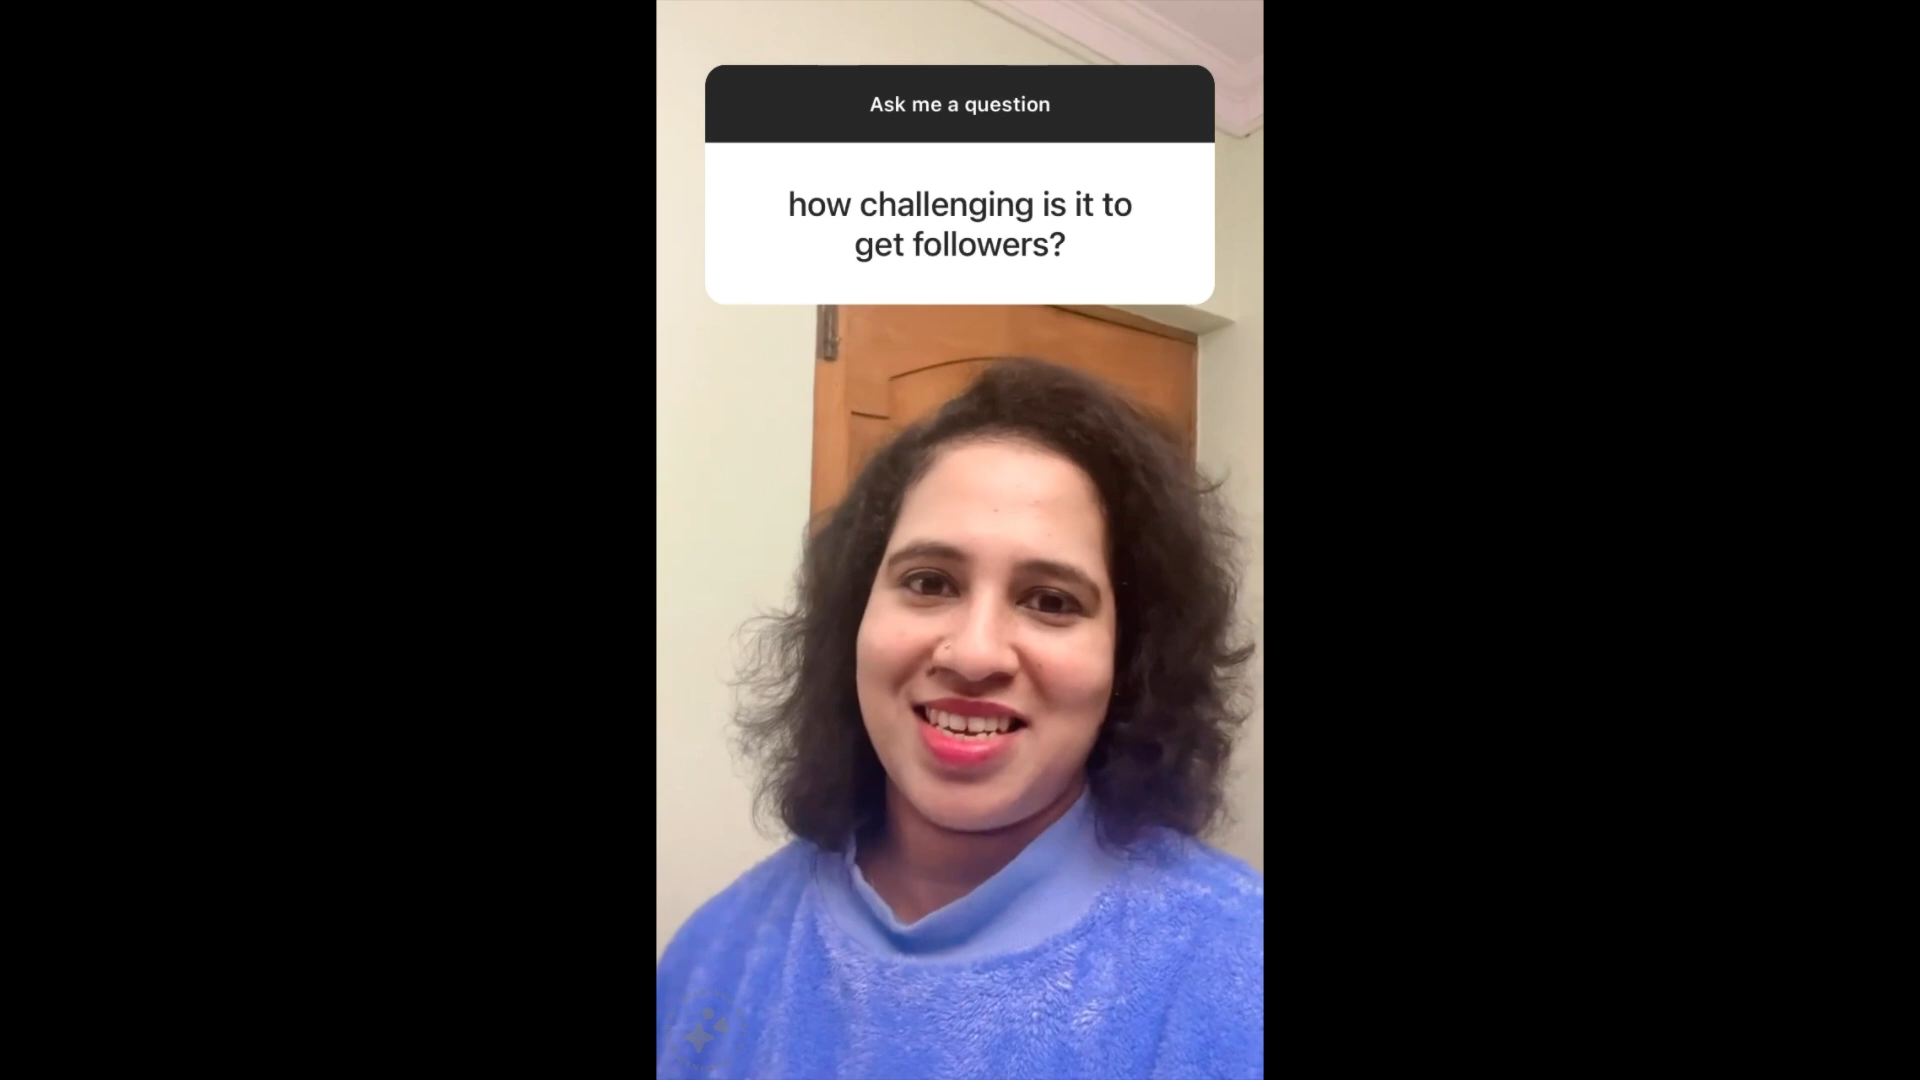 Ask me a question
how challenging is it to
get followers?